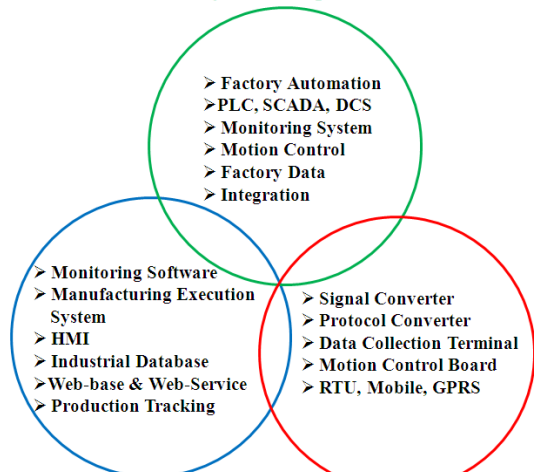 ➢ Factory Automation
➢PLC, SCADA, DCS
➢ Monitoring System
➢ Motion Control
➢ Factory Data
➢ Integration
➢ Monitoring Software
➢ Manufacturing Execution
System
➢ HMI
➢ Industrial Database
➢Web-base & Web-Service
➢ Production Tracking
➢ Signal Converter
➢ Protocol Converter
➢ Data Collection Terminal
➢ Motion Control Board
➢ RTU, Mobile, GPRS